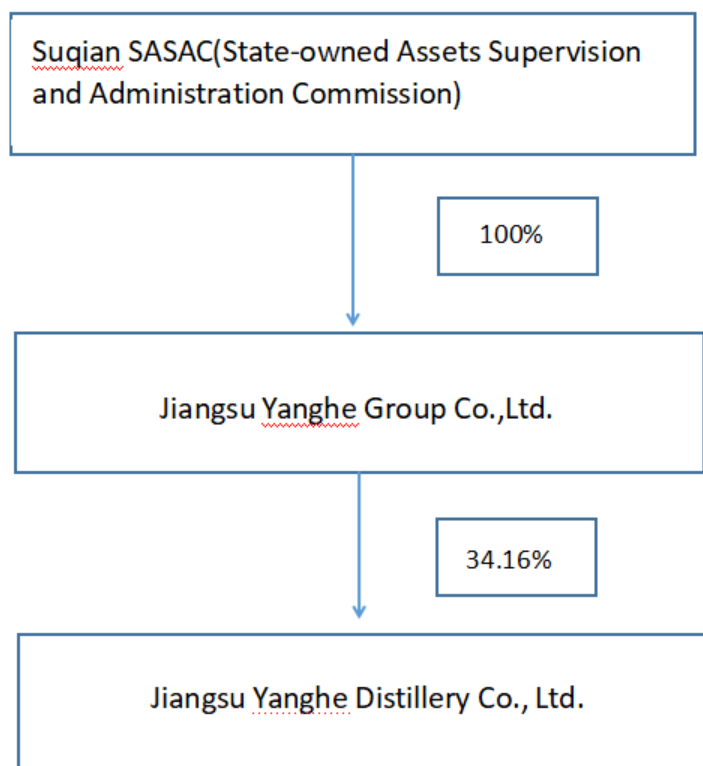 Suqian SASAC(State-owned Assets Supervision
and Administration Commission)
100%
Jiangsu Yanghe Group Co.,Ltd.
34.16%
Jiangsu Yanghe Distillery Co., Ltd.